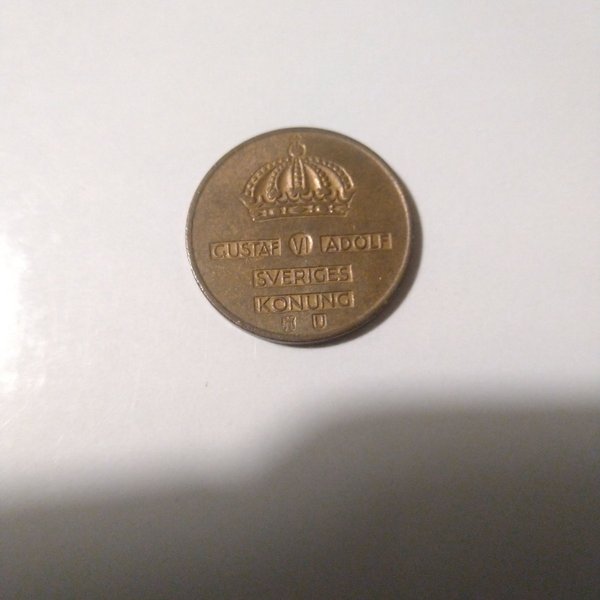 GUSTAF VI ADOLF
SVERIGES
KONUNG
U